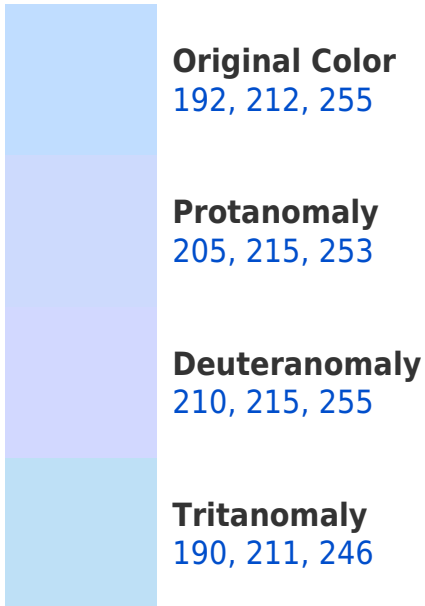 Original Color
192, 212, 255
Protanomaly
205, 215, 253
Deuteranomaly
210, 215, 255
Tritanomaly
190, 211, 246